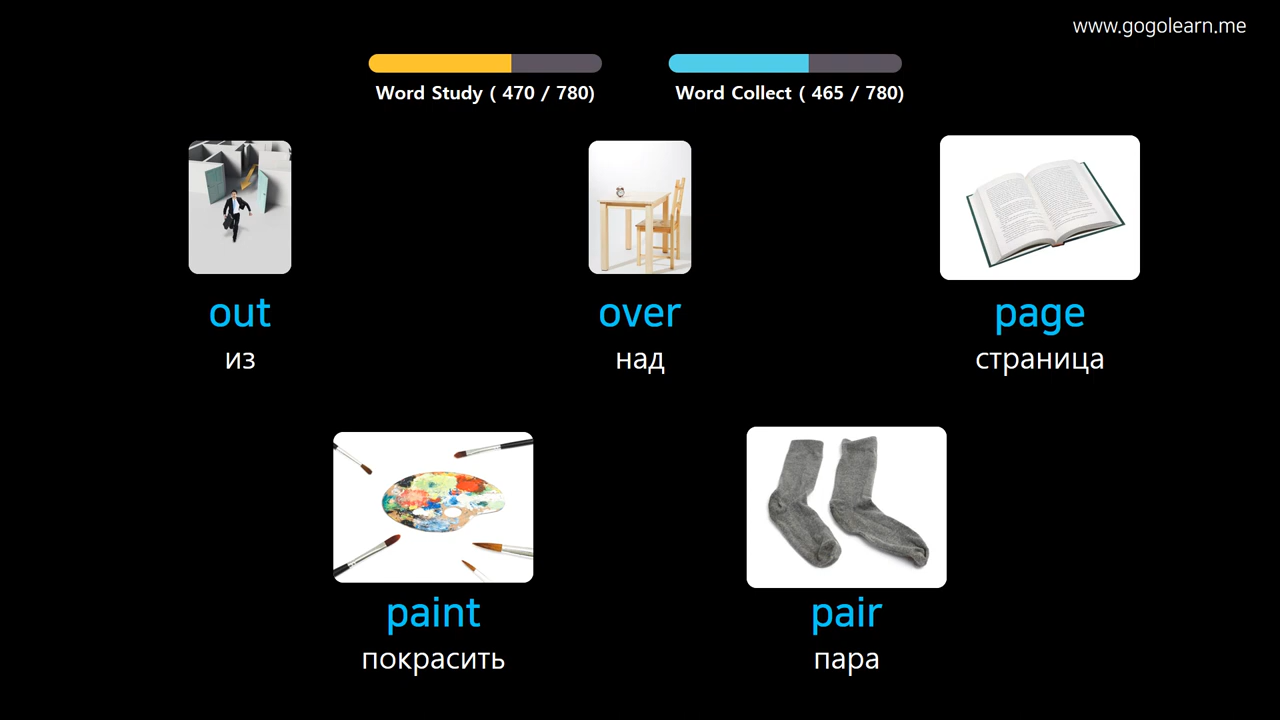 www.gogolearn.me
Word Study ( 470 / 780)
Word Collect ( 465 / 780)
out
из
over
над
page
страница
paint
покрасить
pair
пара